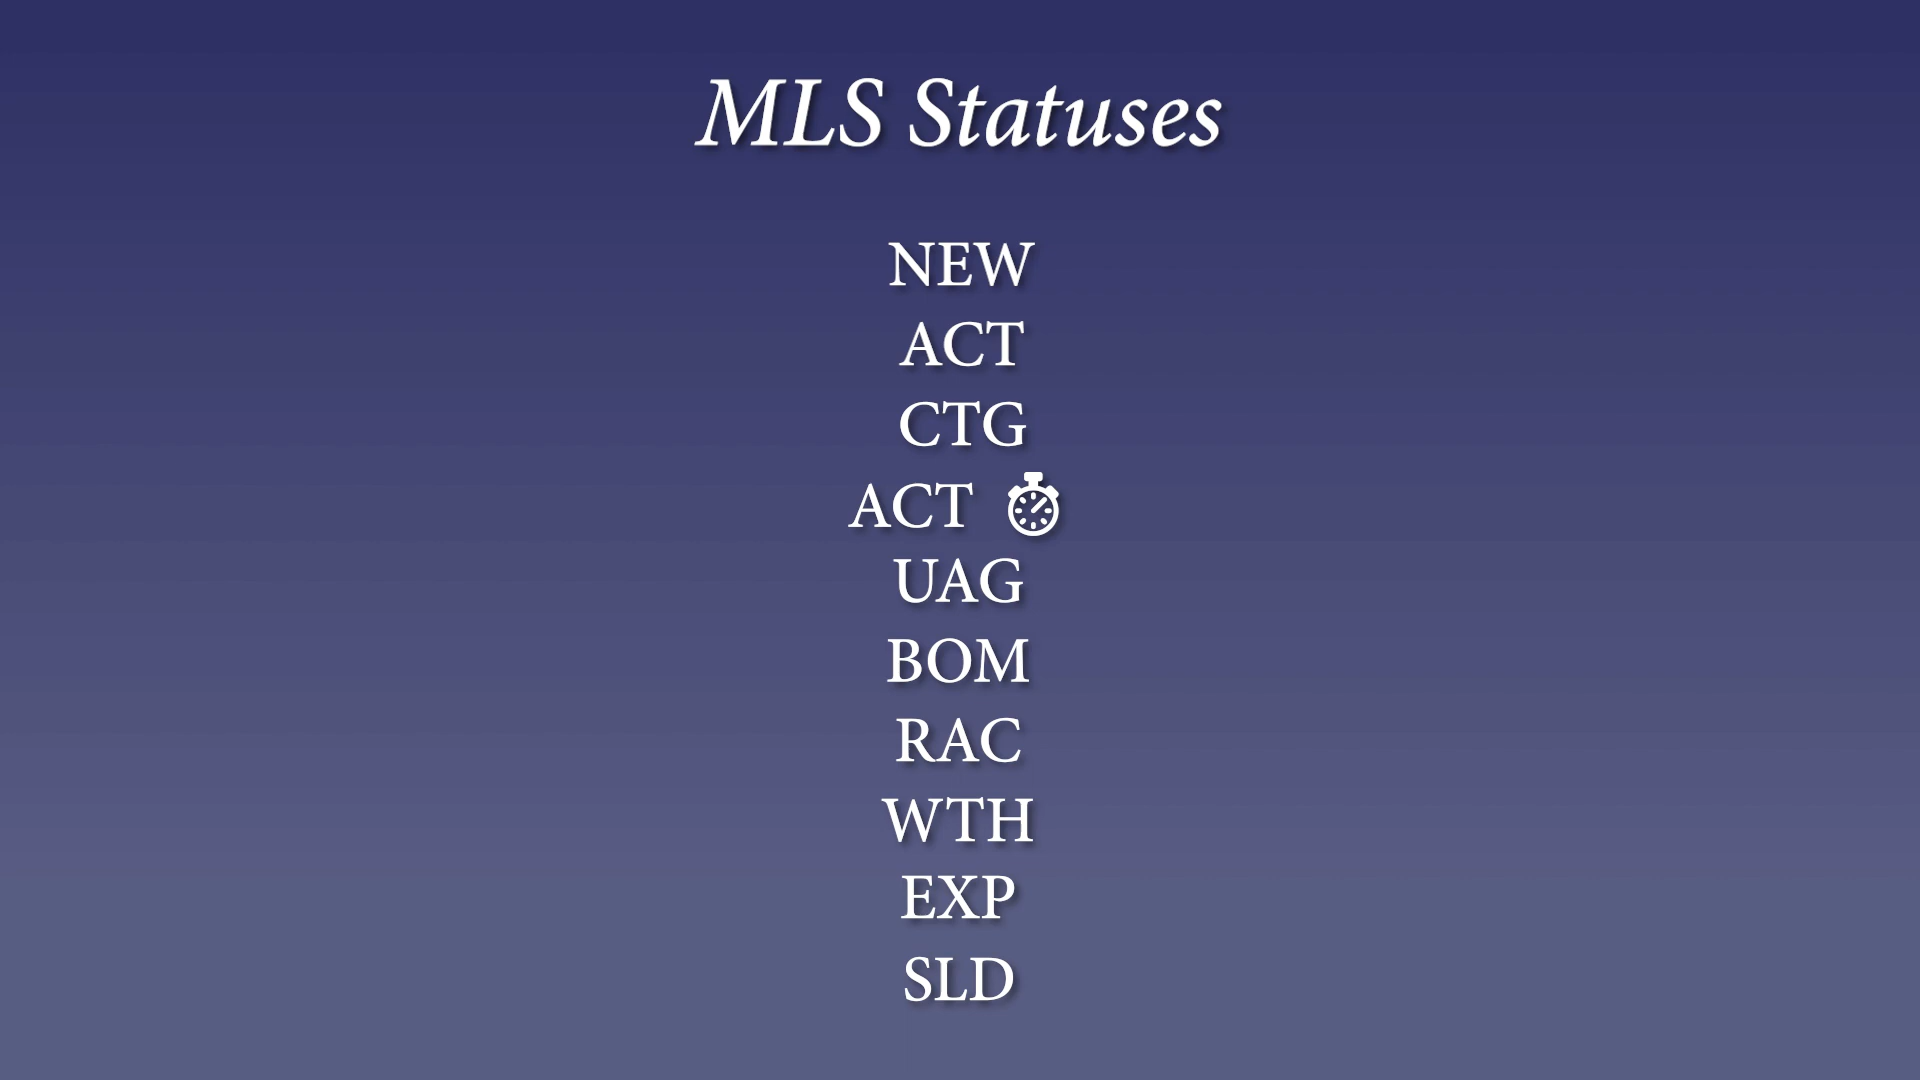 MLS Statuses
NEW
ACT
CTG
ACT
UAG
BOM
RAC
WTH
EXP
SLD